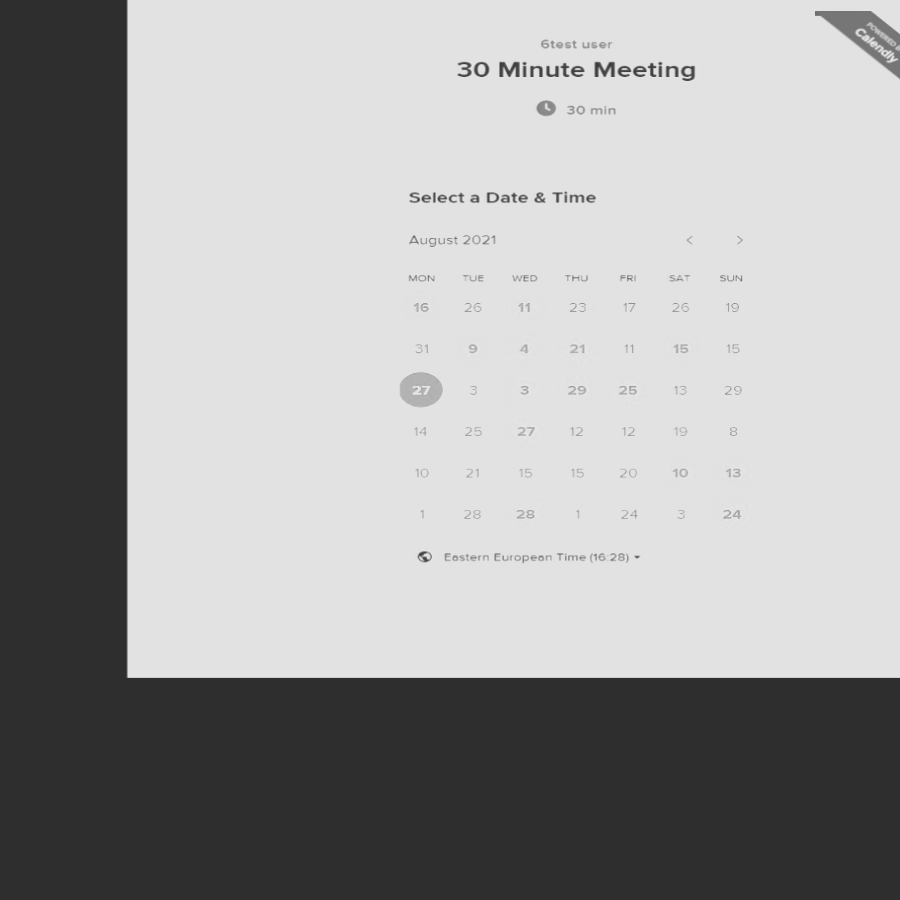 POWERED BY
Calendly
6test user
30 Minute Meeting
30 min
Select a Date & Time
August 2021
MON TUE WED THU FRI SAT SUN
16 26 11 23 17 26 19
31 9 4 21 11 15 15
27 3 3 29 25 13 29
14 25 27 12 12 19 8
10 21 15 15 20 10 13
1 28 28 1 24 3 24
Eastern European Time (16:28)